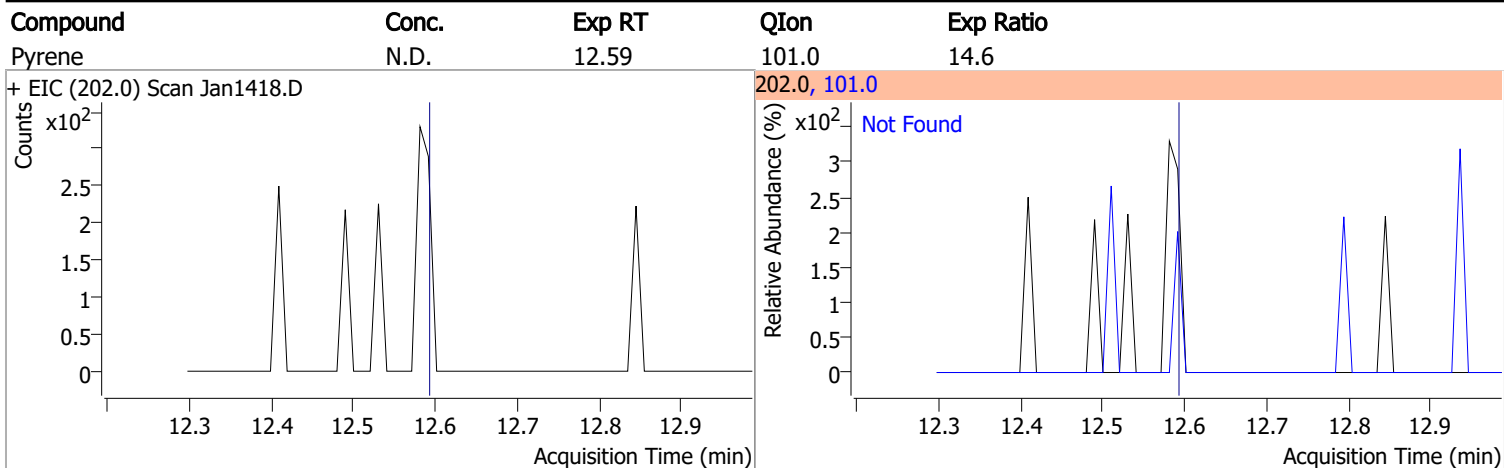 Compound Conc. Exp RT QIon Exp Ratio
Pyrene N.D. 12.59 101.0 14.6
+ EIC (202.0) Scan Jan1418.D
Counts
x10²
2.5
2
1.5
1
0.5
0
12.3 12.4 12.5 12.6 12.7 12.8 12.9
Acquisition Time (min)
202.0, 101.0
Relative Abundance (%)
x10²
Not Found
3
2.5
2
1.5
1
0.5
0
12.3 12.4 12.5 12.6 12.7 12.8 12.9
Acquisition Time (min)